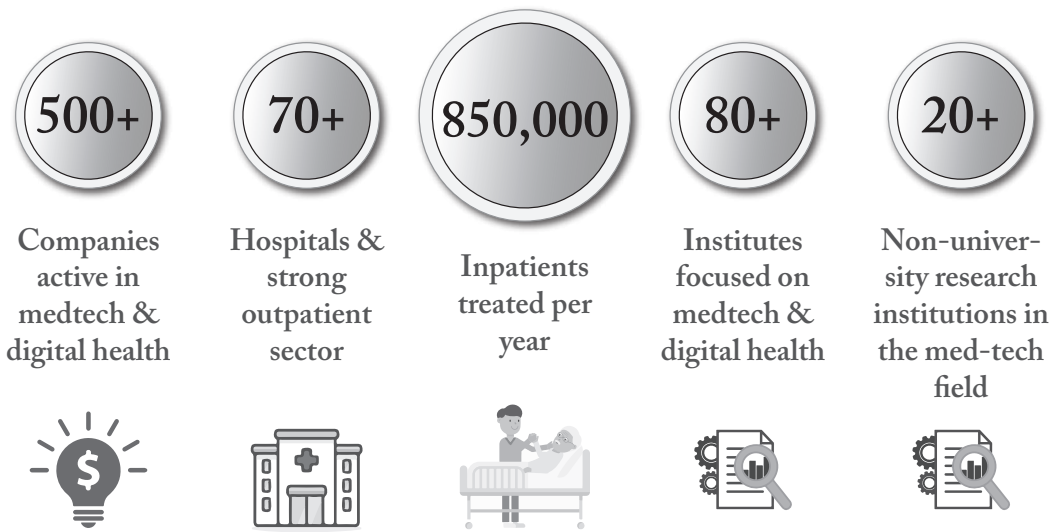 500+
Companies
active in
medtech &
digital health
70+
Hospitals &
strong
outpatient
sector
850,000
Inpatients
treated per
year
80+
Institutes
focused on
medtech &
digital health
20+
Non-univer-
sity research
institutions in
the med-tech
field
$